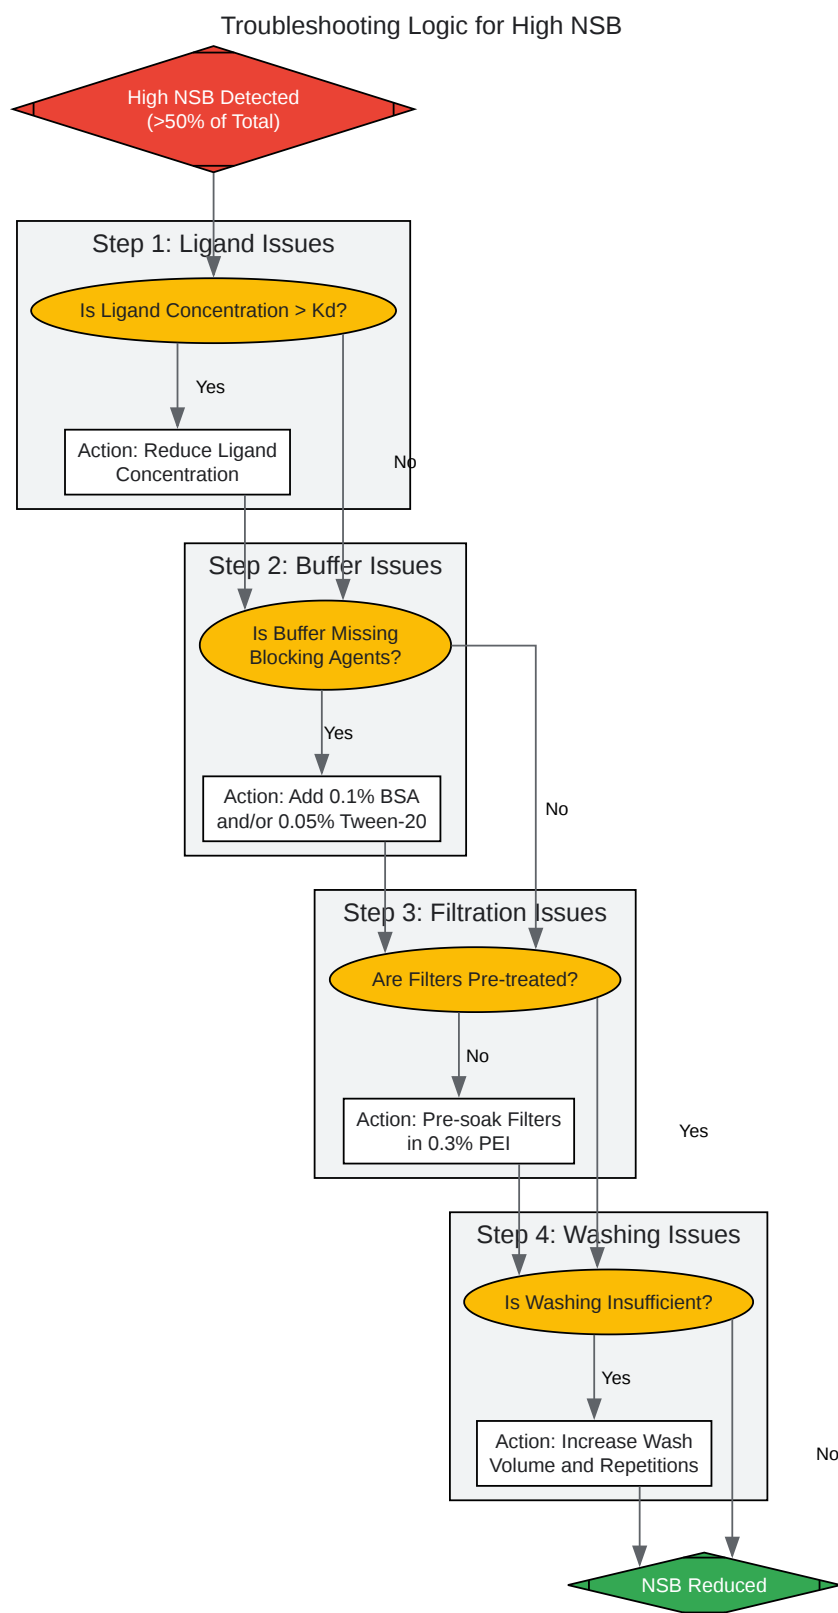 Troubleshooting Logic for High NSB
High NSB Detected
(>50% of Total)
Step 1: Ligand Issues
Is Ligand Concentration > Kd?
Yes
Action: Reduce Ligand
Concentration
No
Step 2: Buffer Issues
Is Buffer Missing
Blocking Agents?
Yes
Action: Add 0.1% BSA
and/or 0.05% Tween-20
No
Step 3: Filtration Issues
Are Filters Pre-treated?
No
Action: Pre-soak Filters
in 0.3% PEI
Yes
Step 4: Washing Issues
Is Washing Insufficient?
Yes
Action: Increase Wash
Volume and Repetitions
No
NSB Reduced